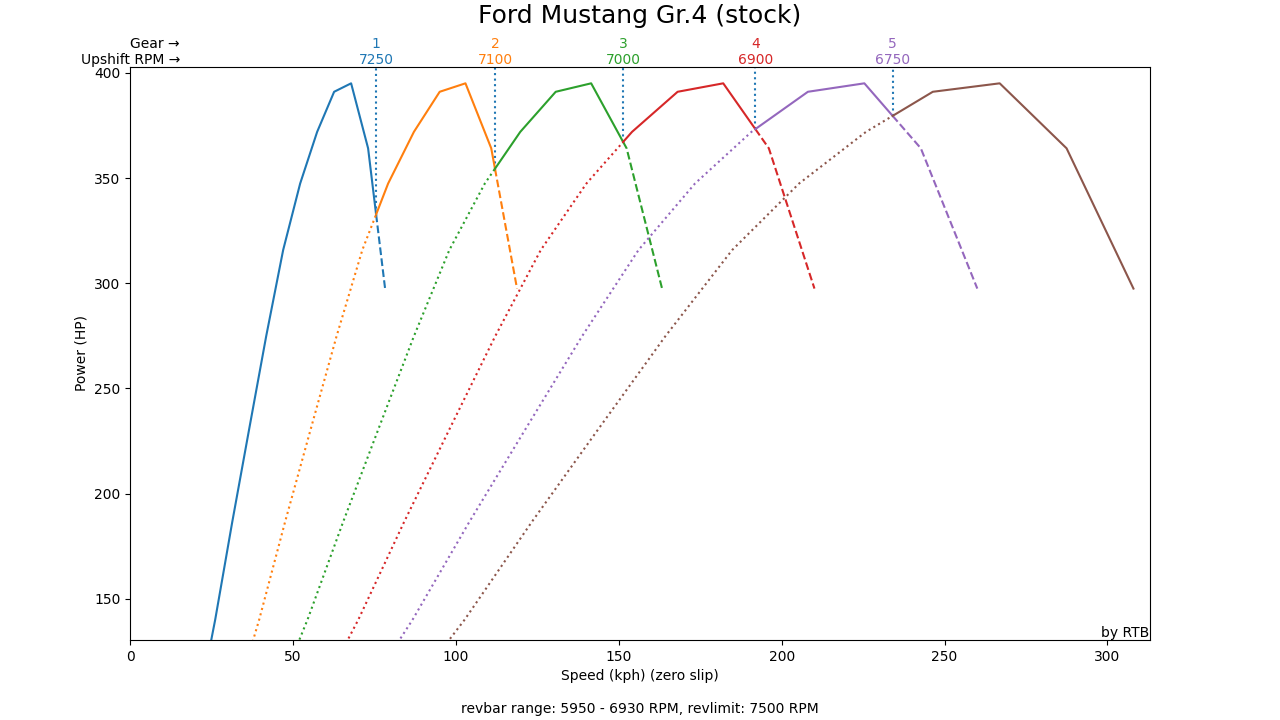 Ford Mustang Gr.4 (stock)
Gear → 1 2 3 4 5
Upshift RPM → 7250 7100 7000 6900 6750
400
350
300
250
200
150
Power (HP)
by RTB
0 50 100 150 200 250 300
Speed (kph) (zero slip)
revbar range: 5950 - 6930 RPM, revlimit: 7500 RPM